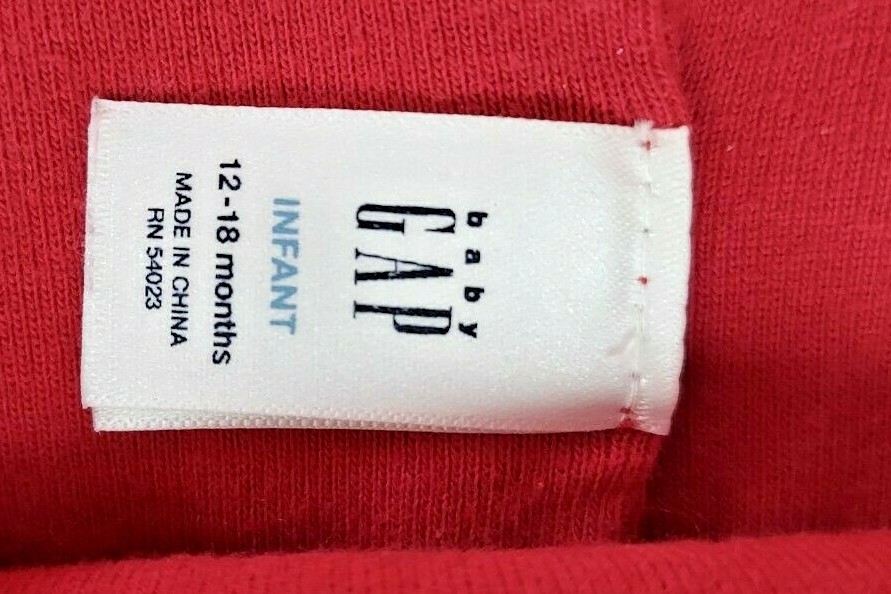 baby
GAP
INFANT
12-18 months
MADE IN CHINA
RN 54023